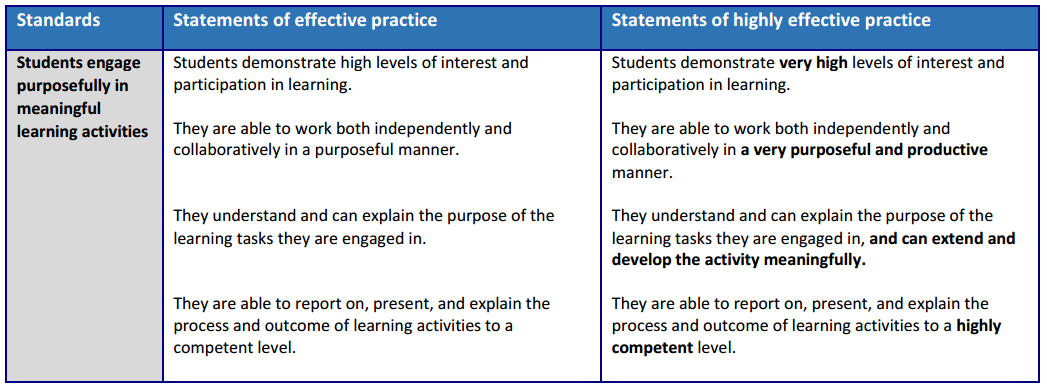 Standards
Statements of effective practice
Statements of highly effective practice
Students engage
purposefully in
meaningful
learning activities
Students demonstrate high levels of interest and
participation in learning.
They are able to work both independently and
collaboratively in a purposeful manner.
They understand and can explain the purpose of the
learning tasks they are engaged in.
They are able to report on, present, and explain the
process and outcome of learning activities to a
competent level.
Students demonstrate very high levels of interest and
participation in learning.
They are able to work both independently and
collaboratively in a very purposeful and productive
manner.
They understand and can explain the purpose of the
learning tasks they are engaged in, and can extend and
develop the activity meaningfully.
They are able to report on, present, and explain the
process and outcome of learning activities to a highly
competent level.